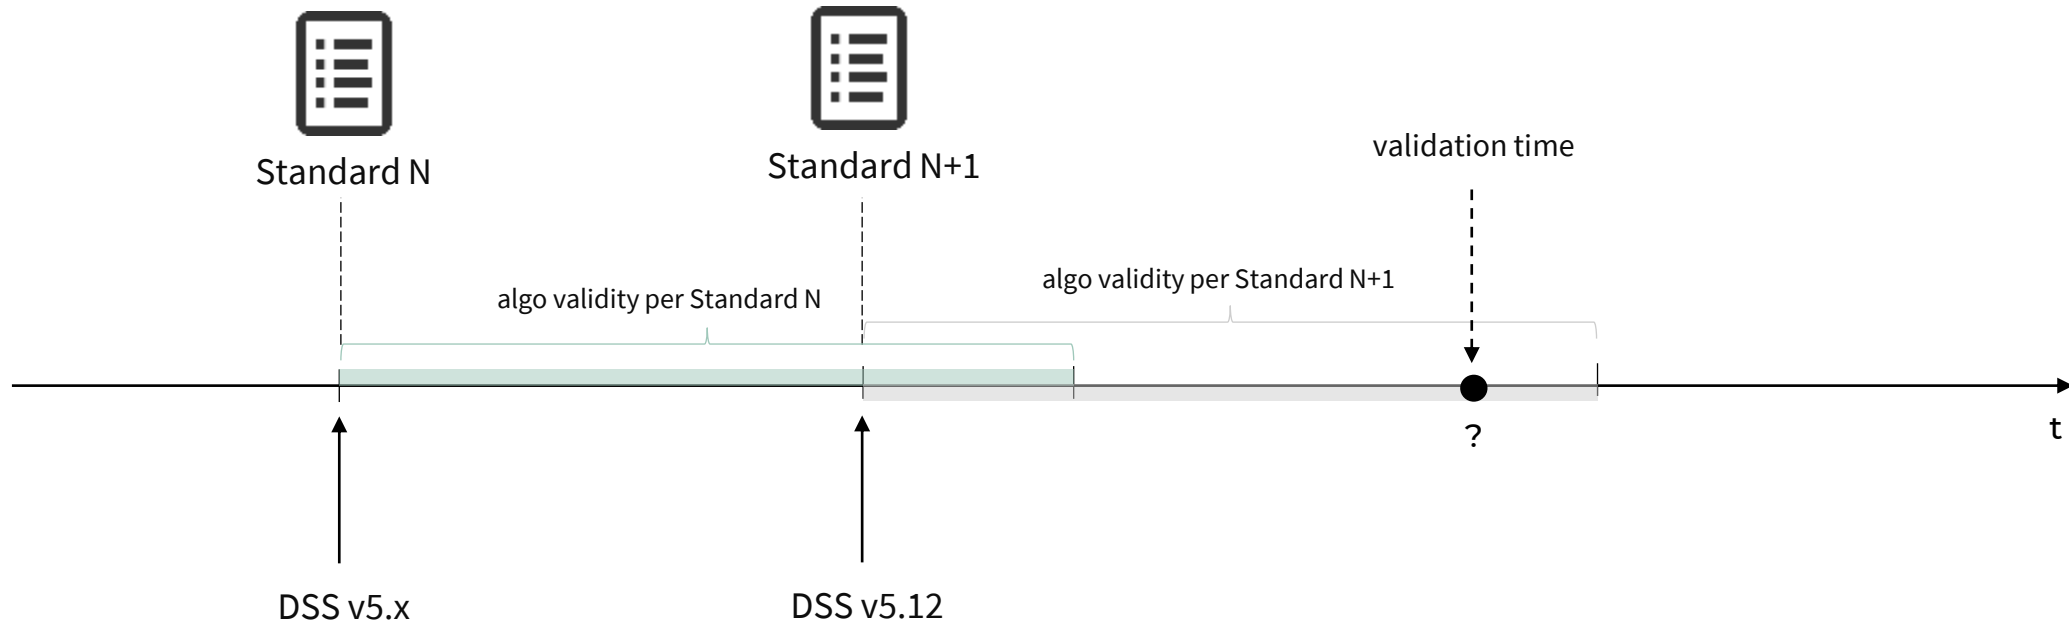 Standard N
Standard N+1
validation time
algo validity per Standard N
algo validity per Standard N+1
?
t
DSS v5.x
DSS v5.12